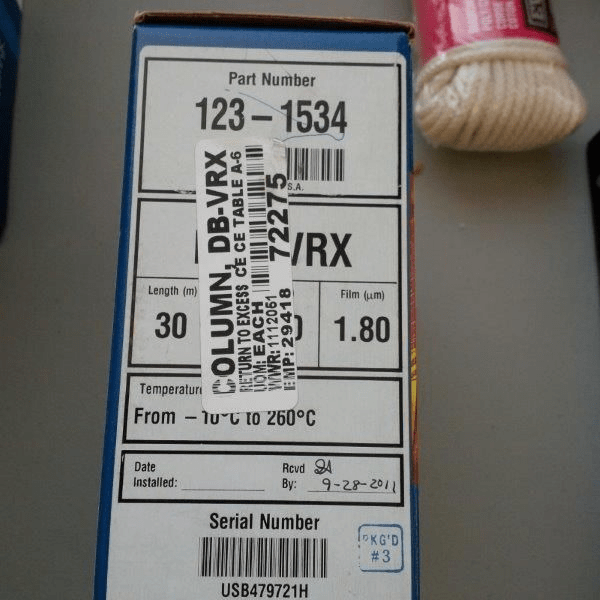 Part Number
123-1534
S.A.
/RX
Length (m)
30
Film (µm)
1.80
COLUMN, DB-VRX
RETURN TO EXCESS CE CE TABLE A-6
UOM: EACH
WWR: 1112061
EMP: 29418
72275
Temperatur
From -10°C to 260°C
Date
Installed:
Rcvd
By: 9-28-2011
Serial Number
USB479721H
PKG'D
#3